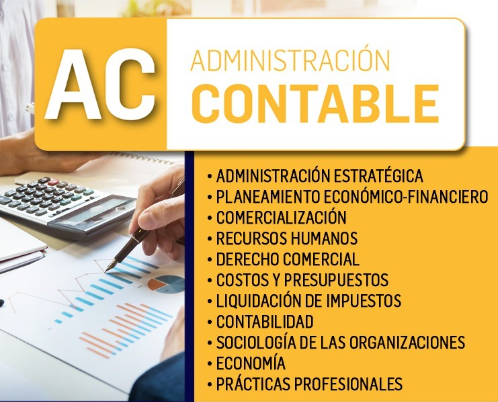 AC
ADMINISTRACIÓN
CONTABLE
• ADMINISTRACIÓN ESTRATÉGICA
• PLANEAMIENTO ECONÓMICO-FINANCIERO
• COMERCIALIZACIÓN
• RECURSOS HUMANOS
• DERECHO COMERCIAL
• COSTOS Y PRESUPUESTOS
• LIQUIDACIÓN DE IMPUESTOS
• CONTABILIDAD
• SOCIOLOGÍA DE LAS ORGANIZACIONES
• ECONOMÍA
• PRÁCTICAS PROFESIONALES